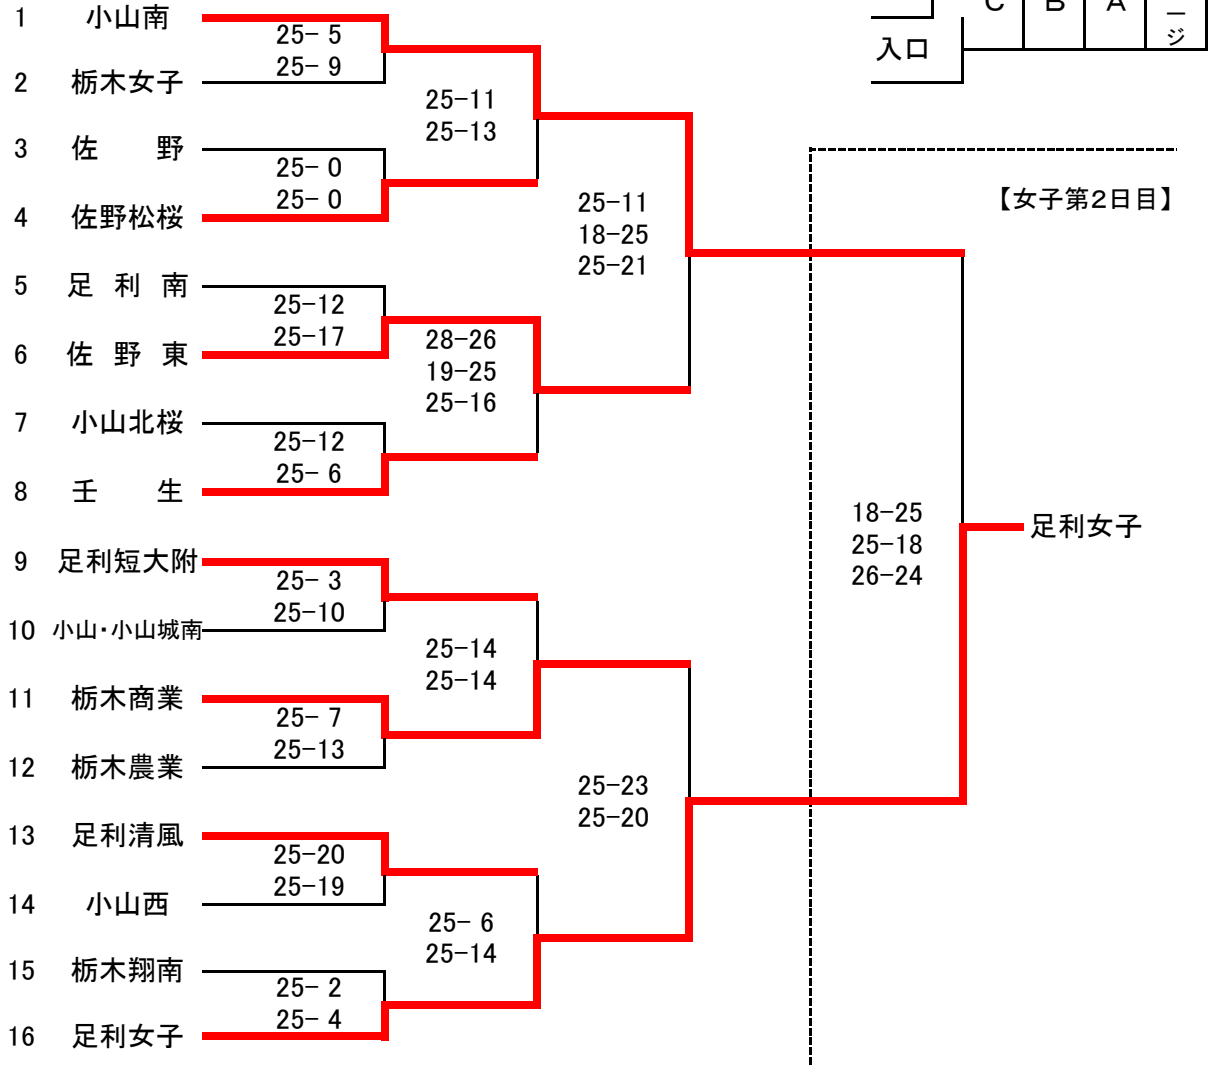 1 小山南
25- 5
25- 9
2 栃木女子
25-11
25-13
3 佐 野
25- 0
25- 0
4 佐野松桜
25-11
18-25
25-21
5 足 利 南
25-12
25-17
6 佐 野 東
28-26
19-25
25-16
7 小山北桜
25-12
25- 6
8 壬 生
18-25
25-18
26-24
足利女子
9 足利短大附
25- 3
25-10
10 小山・小山城南
25-14
25-14
11 栃木商業
25- 7
25-13
12 栃木農業
25-23
25-20
13 足利清風
25-20
25-19
14 小山西
25- 6
25-14
15 栃木翔南
25- 2
25- 4
16 足利女子
C B A ージ
入口
【女子第2日目】